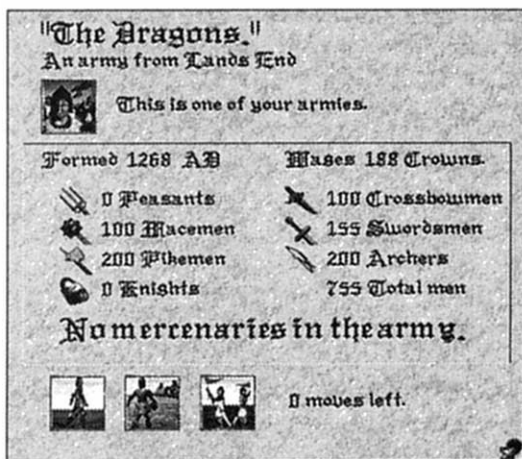 "The Dragons."
An army from Lands End
This is one of your armies.
Formed 1268 AD
Wages 188 Crowns.
0 Peasants
100 Crossbowmen
100 Macemen
155 Swordsmen
200 Pikemen
200 Archers
0 Knights
755 Total men
No mercenaries in the army.
0 moves left.